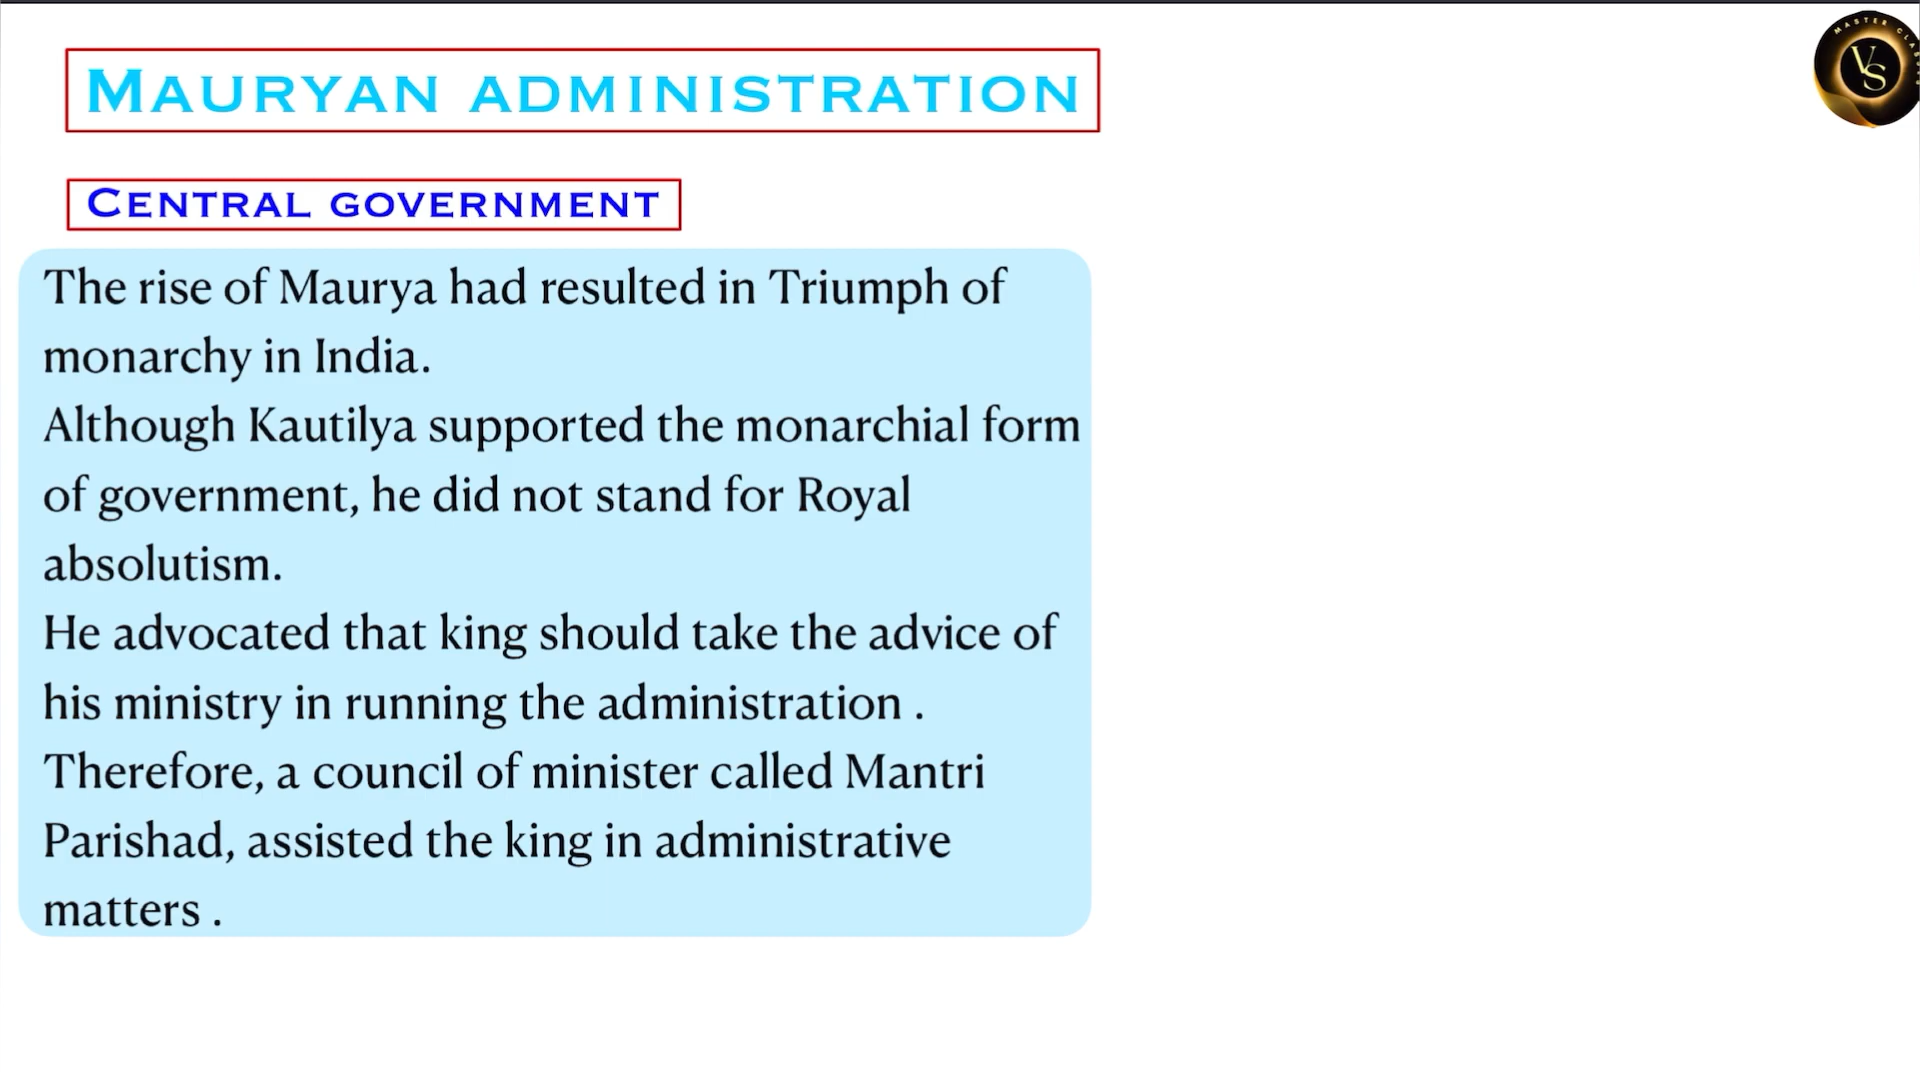 MAURYAN ADMINISTRATION
MASTER CLASSES
VS
CENTRAL GOVERNMENT
The rise of Maurya had resulted in Triumph of
monarchy in India.
Although Kautilya supported the monarchial form
of government, he did not stand for Royal
absolutism.
He advocated that king should take the advice of
his ministry in running the administration .
Therefore, a council of minister called Mantri
Parishad, assisted the king in administrative
matters .